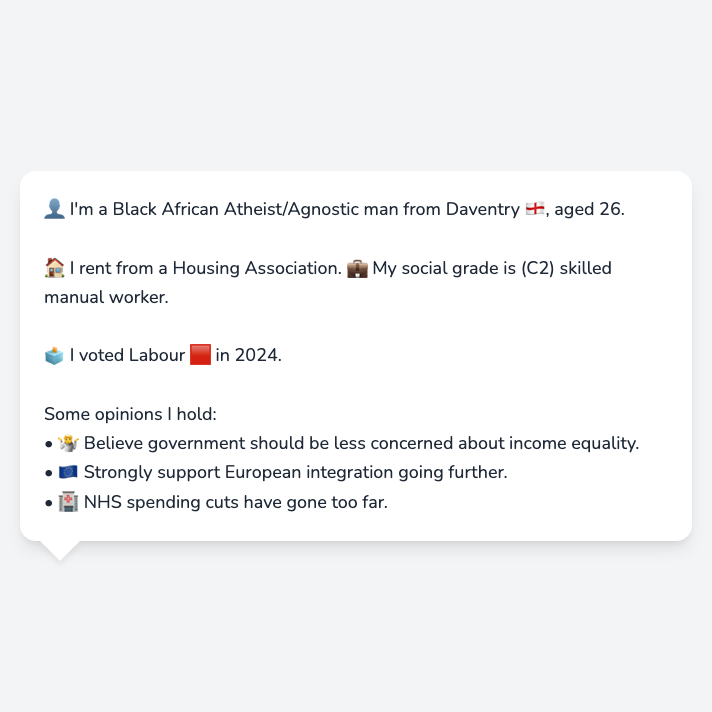 👤 I'm a Black African Atheist/Agnostic man from Daventry 🏴󠁧󠁢󠁥󠁮󠁧󠁿, aged 26.
🏠 I rent from a Housing Association. 💼 My social grade is (C2) skilled
manual worker.
🗳️ I voted Labour 🟥 in 2024.
Some opinions I hold:
• 🤷 Believe government should be less concerned about income equality.
• 🇪🇺 Strongly support European integration going further.
• 🏥 NHS spending cuts have gone too far.